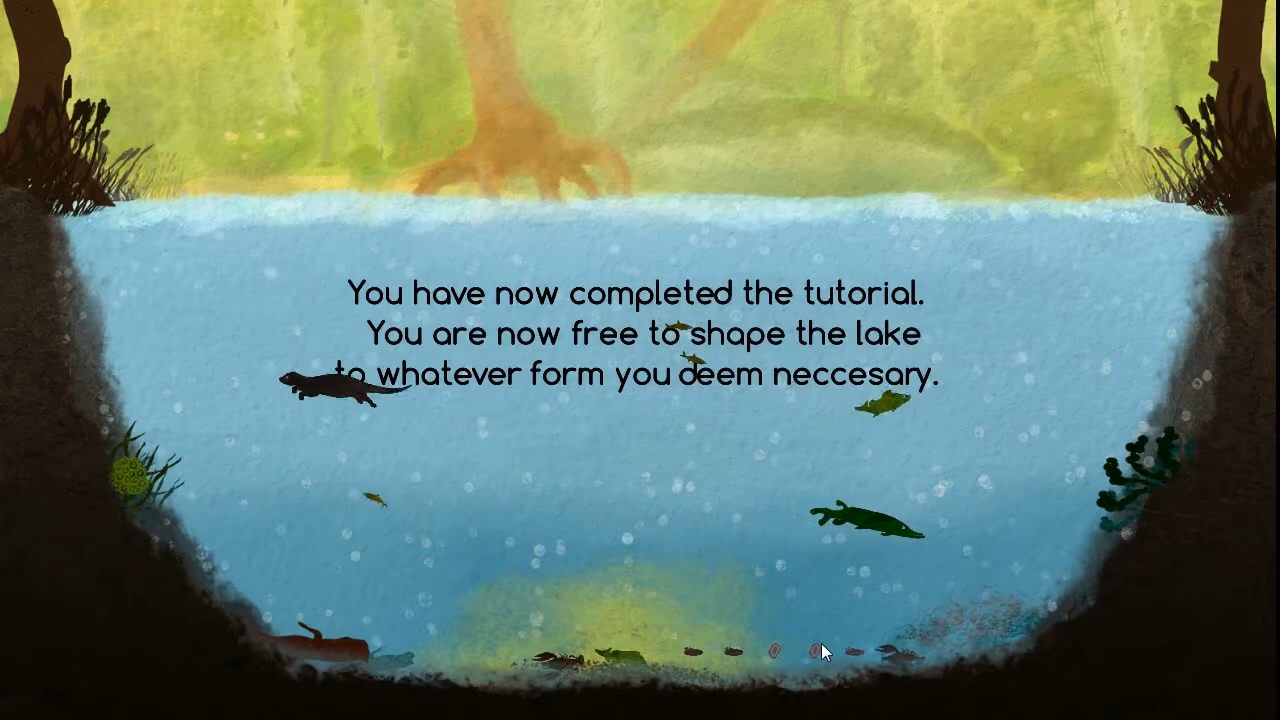 You have now completed the tutorial.
You are now free to shape the lake
to whatever form you deem neccesary.